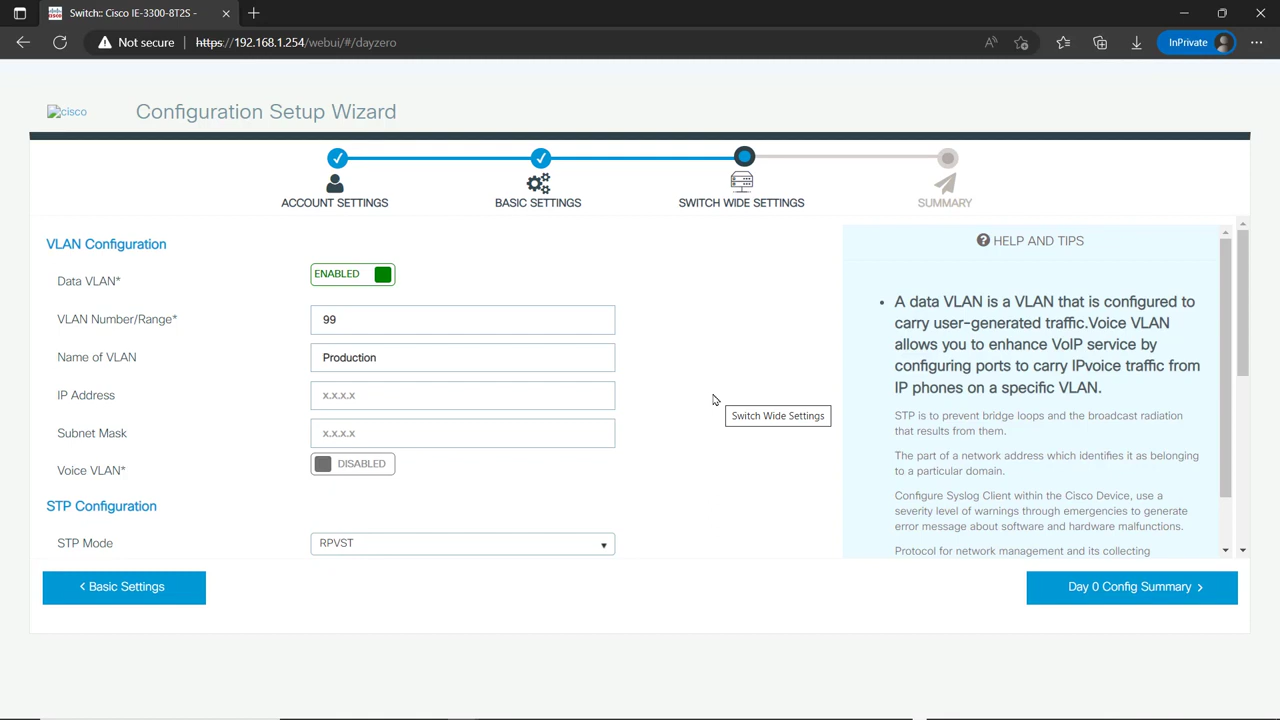 Switch:: Cisco IE-3300-8T2S -
Not secure
https://192.168.1.254/webui/#/dayzero
InPrivate
cisco
Configuration Setup Wizard
ACCOUNT SETTINGS
BASIC SETTINGS
SWITCH WIDE SETTINGS
SUMMARY
VLAN Configuration
Data VLAN*
ENABLED
VLAN Number/Range*
99
Name of VLAN
Production
IP Address
x.x.x.x
Subnet Mask
x.x.x.x
Voice VLAN*
DISABLED
STP Configuration
STP Mode
RPVST
Switch Wide Settings
HELP AND TIPS
• A data VLAN is a VLAN that is configured to
carry user-generated traffic.Voice VLAN
allows you to enhance VoIP service by
configuring ports to carry IPvoice traffic from
IP phones on a specific VLAN.
STP is to prevent bridge loops and the broadcast radiation
that results from them.
The part of a network address which identifies it as belonging
to a particular domain.
Configure Syslog Client within the Cisco Device, use a
severity level of warnings through emergencies to generate
error message about software and hardware malfunctions.
Protocol for network management and its collecting
< Basic Settings
Day 0 Config Summary >